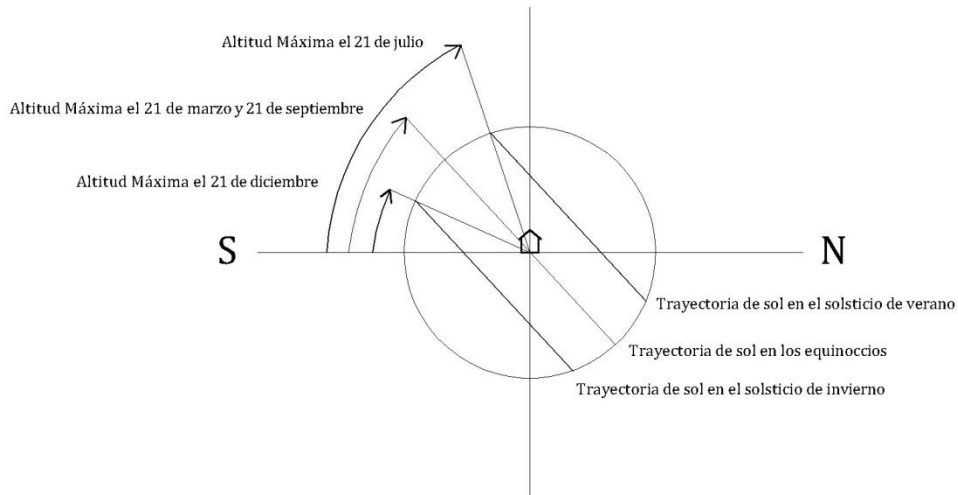 Altitud Máxima el 21 de julio
Altitud Máxima el 21 de marzo y 21 de septiembre
Altitud Máxima el 21 de diciembre
S
N
Trayectoria de sol en el solsticio de verano
Trayectoria de sol en los equinoccios
Trayectoria de sol en el solsticio de invierno